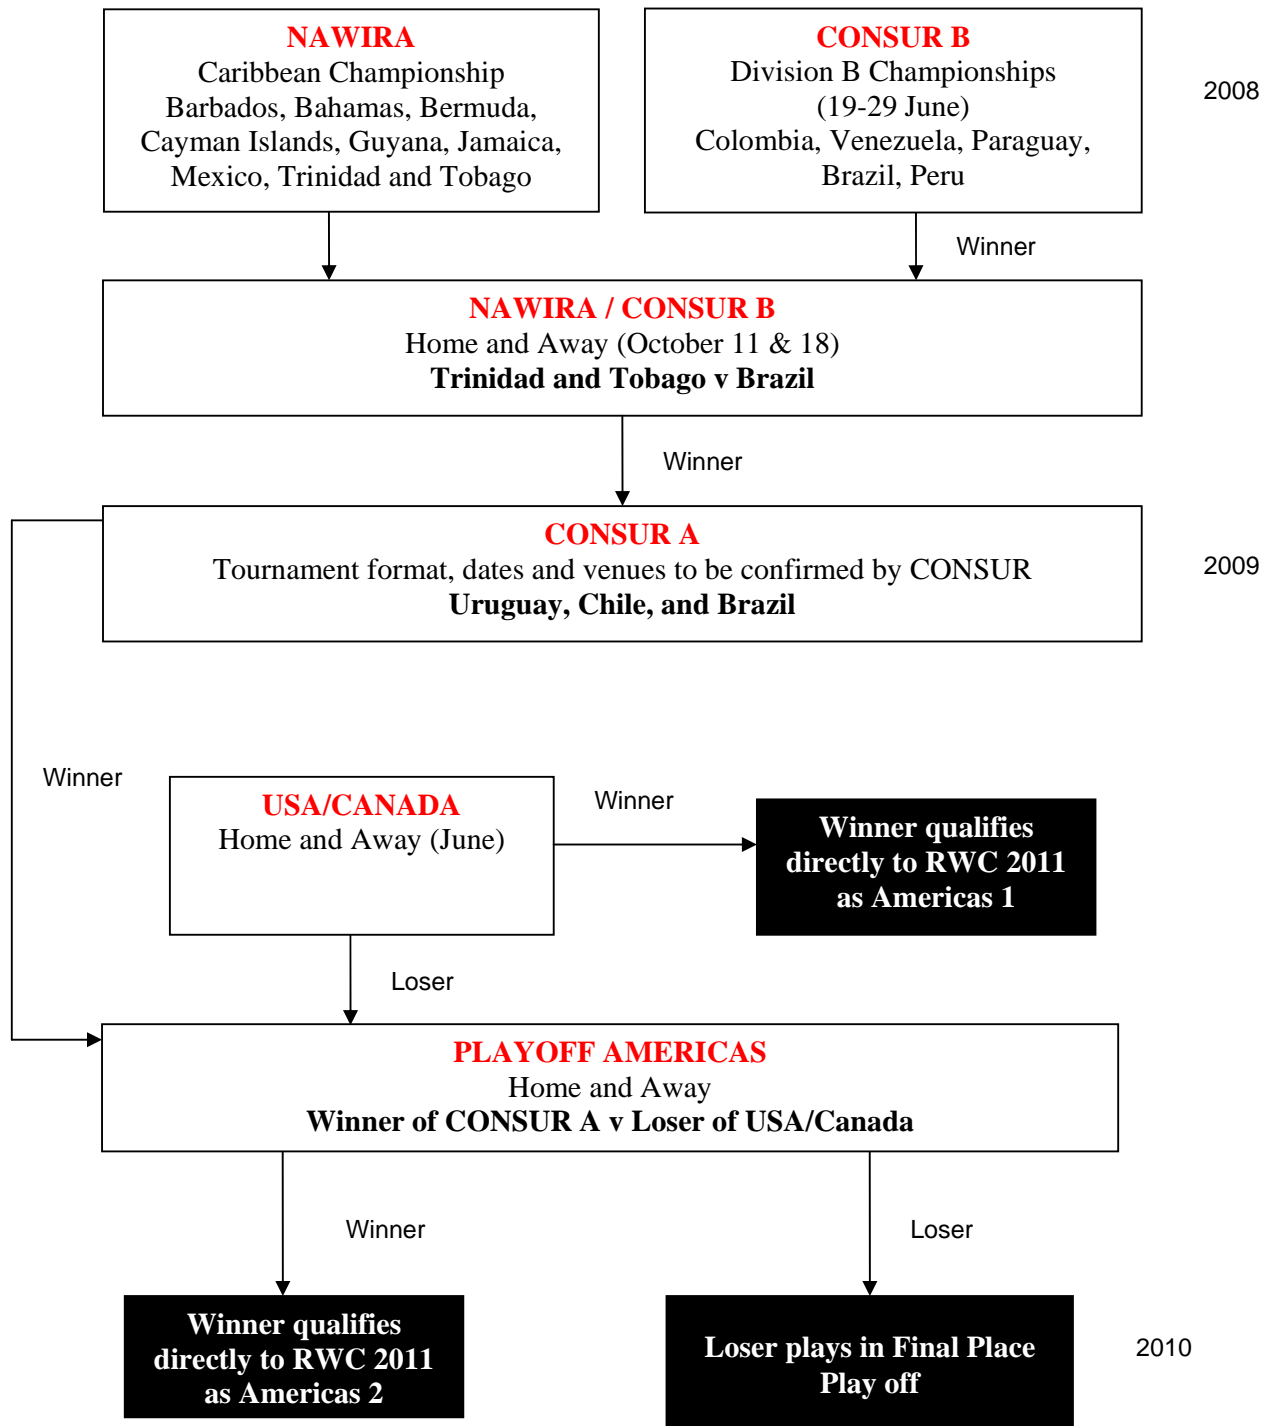 NAWIRA
Caribbean Championship
Barbados, Bahamas, Bermuda,
Cayman Islands, Guyana, Jamaica,
Mexico, Trinidad and Tobago
CONSUR B
Division B Championships
(19-29 June)
Colombia, Venezuela, Paraguay,
Brazil, Peru
2008
Winner
NAWIRA / CONSUR B
Home and Away (October 11 & 18)
Trinidad and Tobago v Brazil
Winner
CONSUR A
Tournament format, dates and venues to be confirmed by CONSUR
Uruguay, Chile, and Brazil
2009
Winner
USA/CANADA
Home and Away (June)
Winner
Winner qualifies
directly to RWC 2011
as Americas 1
Loser
PLAYOFF AMERICAS
Home and Away
Winner of CONSUR A v Loser of USA/Canada
Winner
Loser
Winner qualifies
directly to RWC 2011
as Americas 2
Loser plays in Final Place
Play off
2010